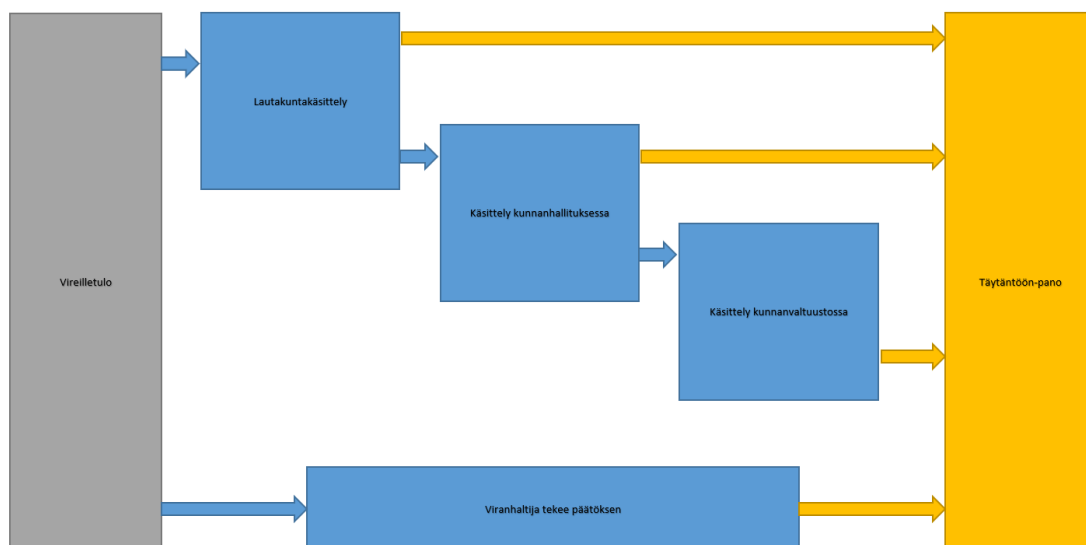 Lautakuntakäsittely
Käsittely kunnanhallituksessa
Vireilletulo
Käsittely kunnanvaltuustossa
Täytäntöön-pano
Viranhaltija tekee päätöksen